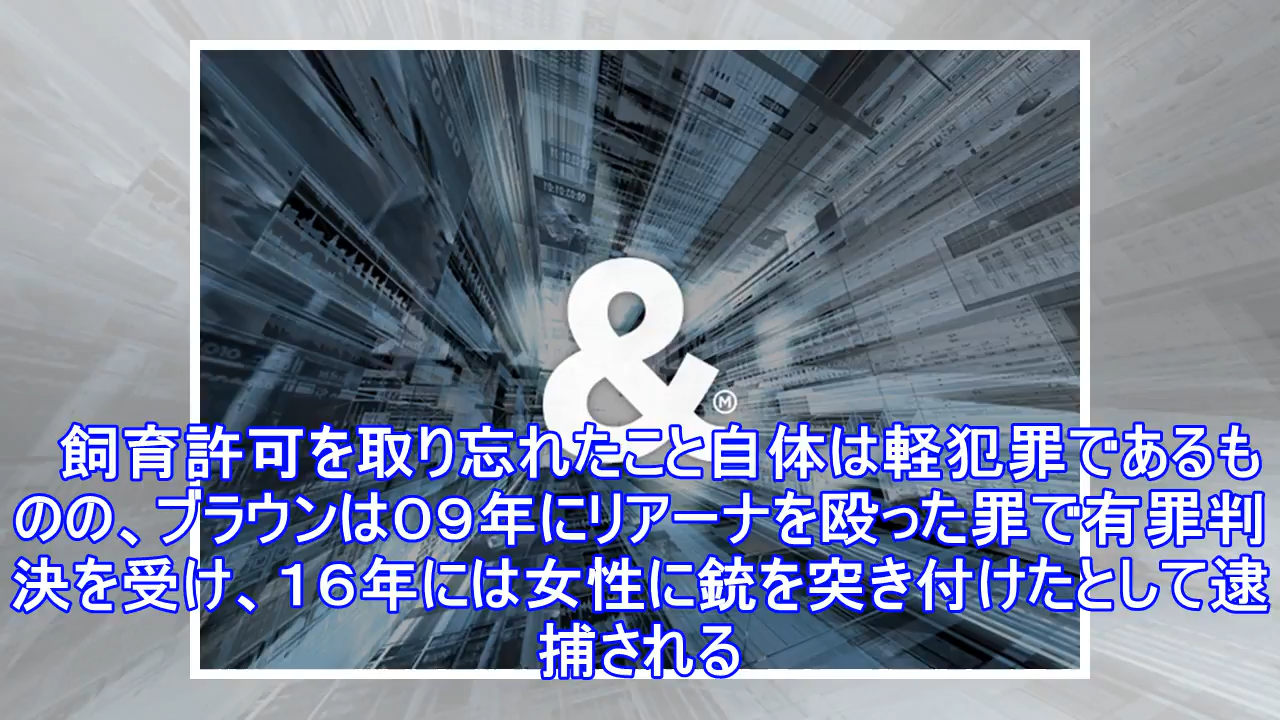 &
M
飼育許可を取り忘れたこと自体は軽犯罪であるも
のの、ブラウンは０９年にリアーナを殴った罪で有罪判
決を受け、１６年には女性に銃を突き付けたとして逮
捕される